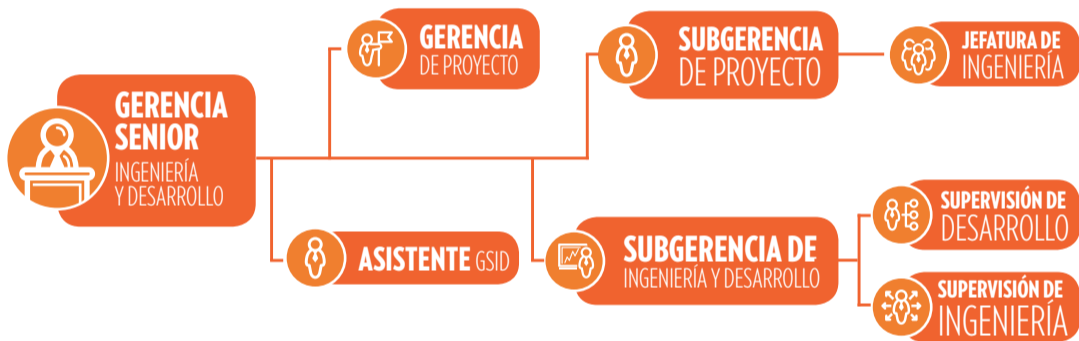 GERENCIA
SENIOR
INGENIERÍA
Y DESARROLLO
GERENCIA
DE PROYECTO
SUBGERENCIA
DE PROYECTO
JEFATURA DE
INGENIERÍA
ASISTENTE GSID
SUBGERENCIA DE
INGENIERÍA Y DESARROLLO
SUPERVISIÓN DE
DESARROLLO
SUPERVISIÓN DE
INGENIERÍA